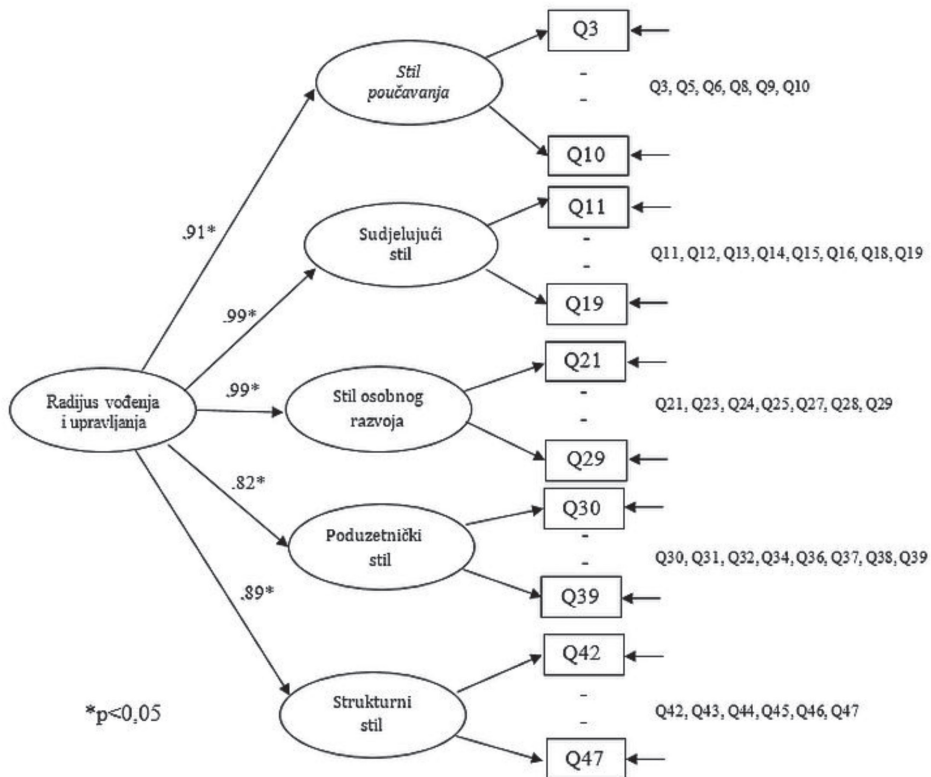 Q3
Stil
poučavanja
Q3, Q5, Q6, Q8, Q9, Q10
Q10
.91*
Q11
Sudjelujući
stil
Q11, Q12, Q13, Q14, Q15, Q16, Q18, Q19
Q19
.99*
Q21
Radijus vođenja
i upravljanja
.99*
Stil osobnog
razvoja
Q21, Q23, Q24, Q25, Q27, Q28, Q29
Q29
.82*
Q30
Poduzetnički
stil
Q30, Q31, Q32, Q34, Q36, Q37, Q38, Q39
Q39
.89*
Q42
Strukturni
stil
Q42, Q43, Q44, Q45, Q46, Q47
Q47
*p<0,05